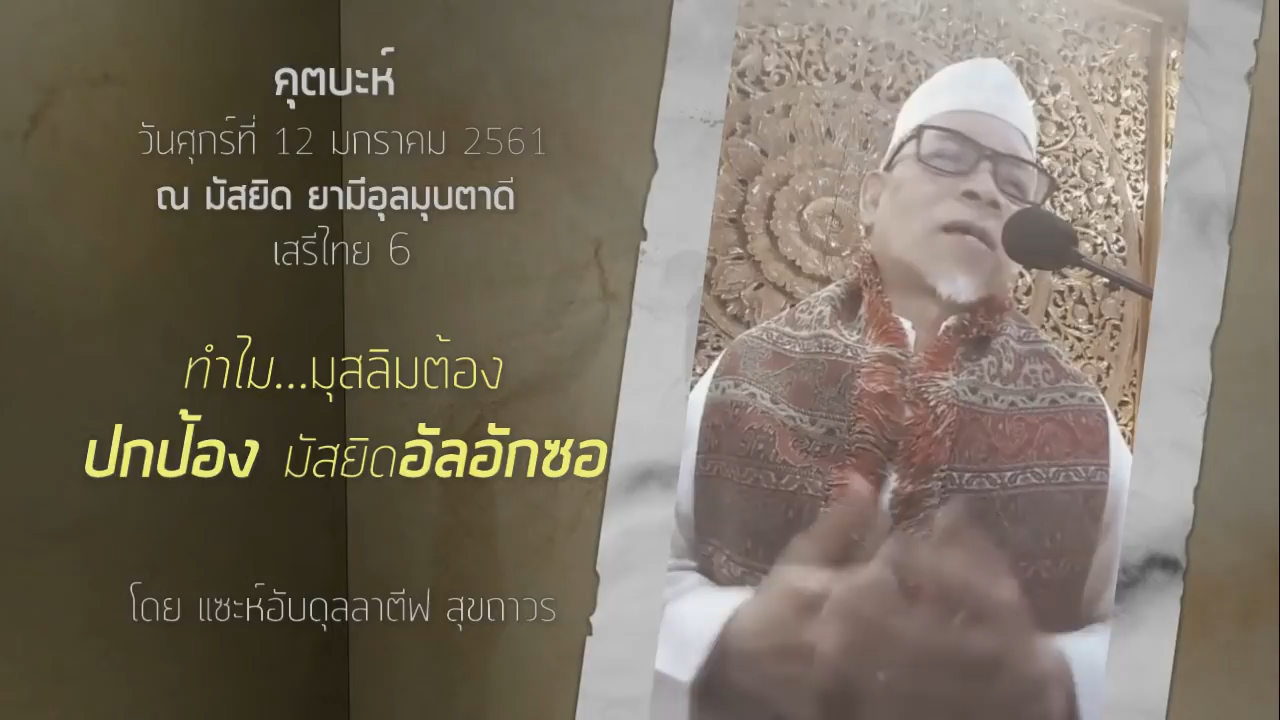 คุตบะห์
วันศุกร์ที่ 12 มกราคม 2561
ณ มัสยิด ยามีอุลมุบตาดี
เสรีไทย 6
ทำไม...มุสลิมต้อง
ปกป้อง มัสยิดอัลอักซอ
โดย แซะห์อับดุลลาตีฟ สุขถาวร